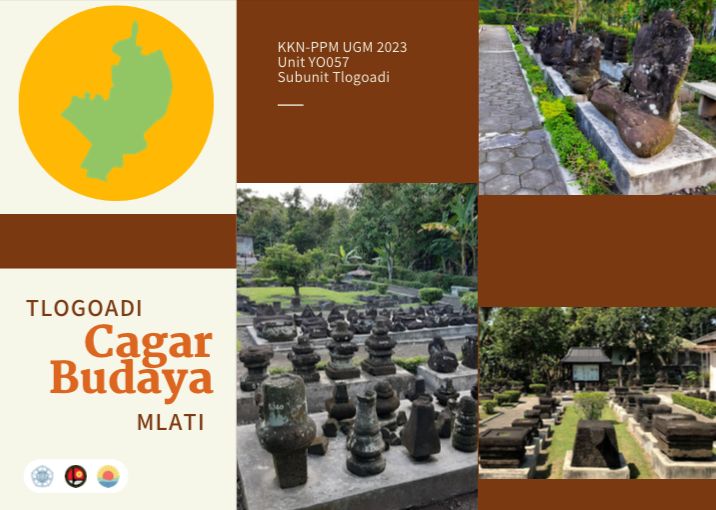 KKN-PPM UGM 2023
Unit YO057
Subunit Tlogoadi
TLOGOADI
Cagar
Budaya
MLATI